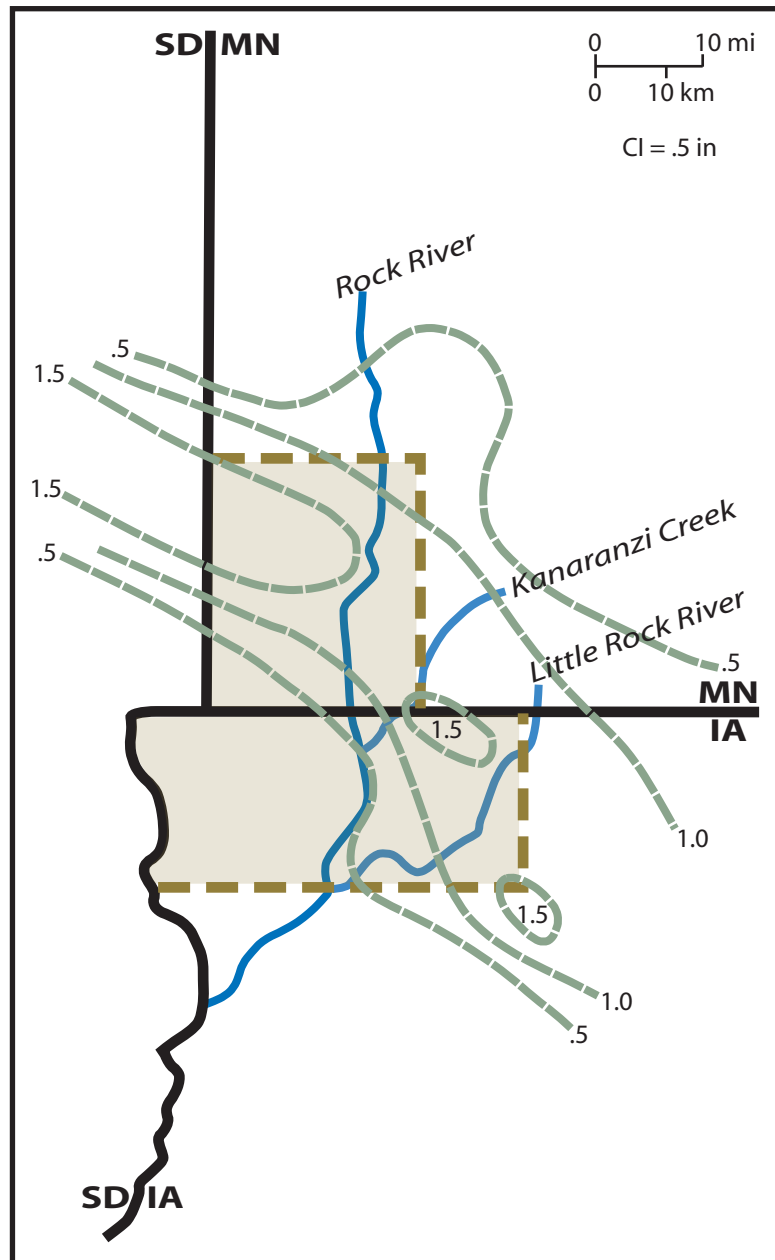 SD MN
0 10 mi
0 10 km
CI = .5 in
Rock River
.5
1.5
1.5
.5
Kanaranzi Creek
Little Rock River
.5
MN
IA
1.5
1.0
1.5
1.0
.5
SD IA